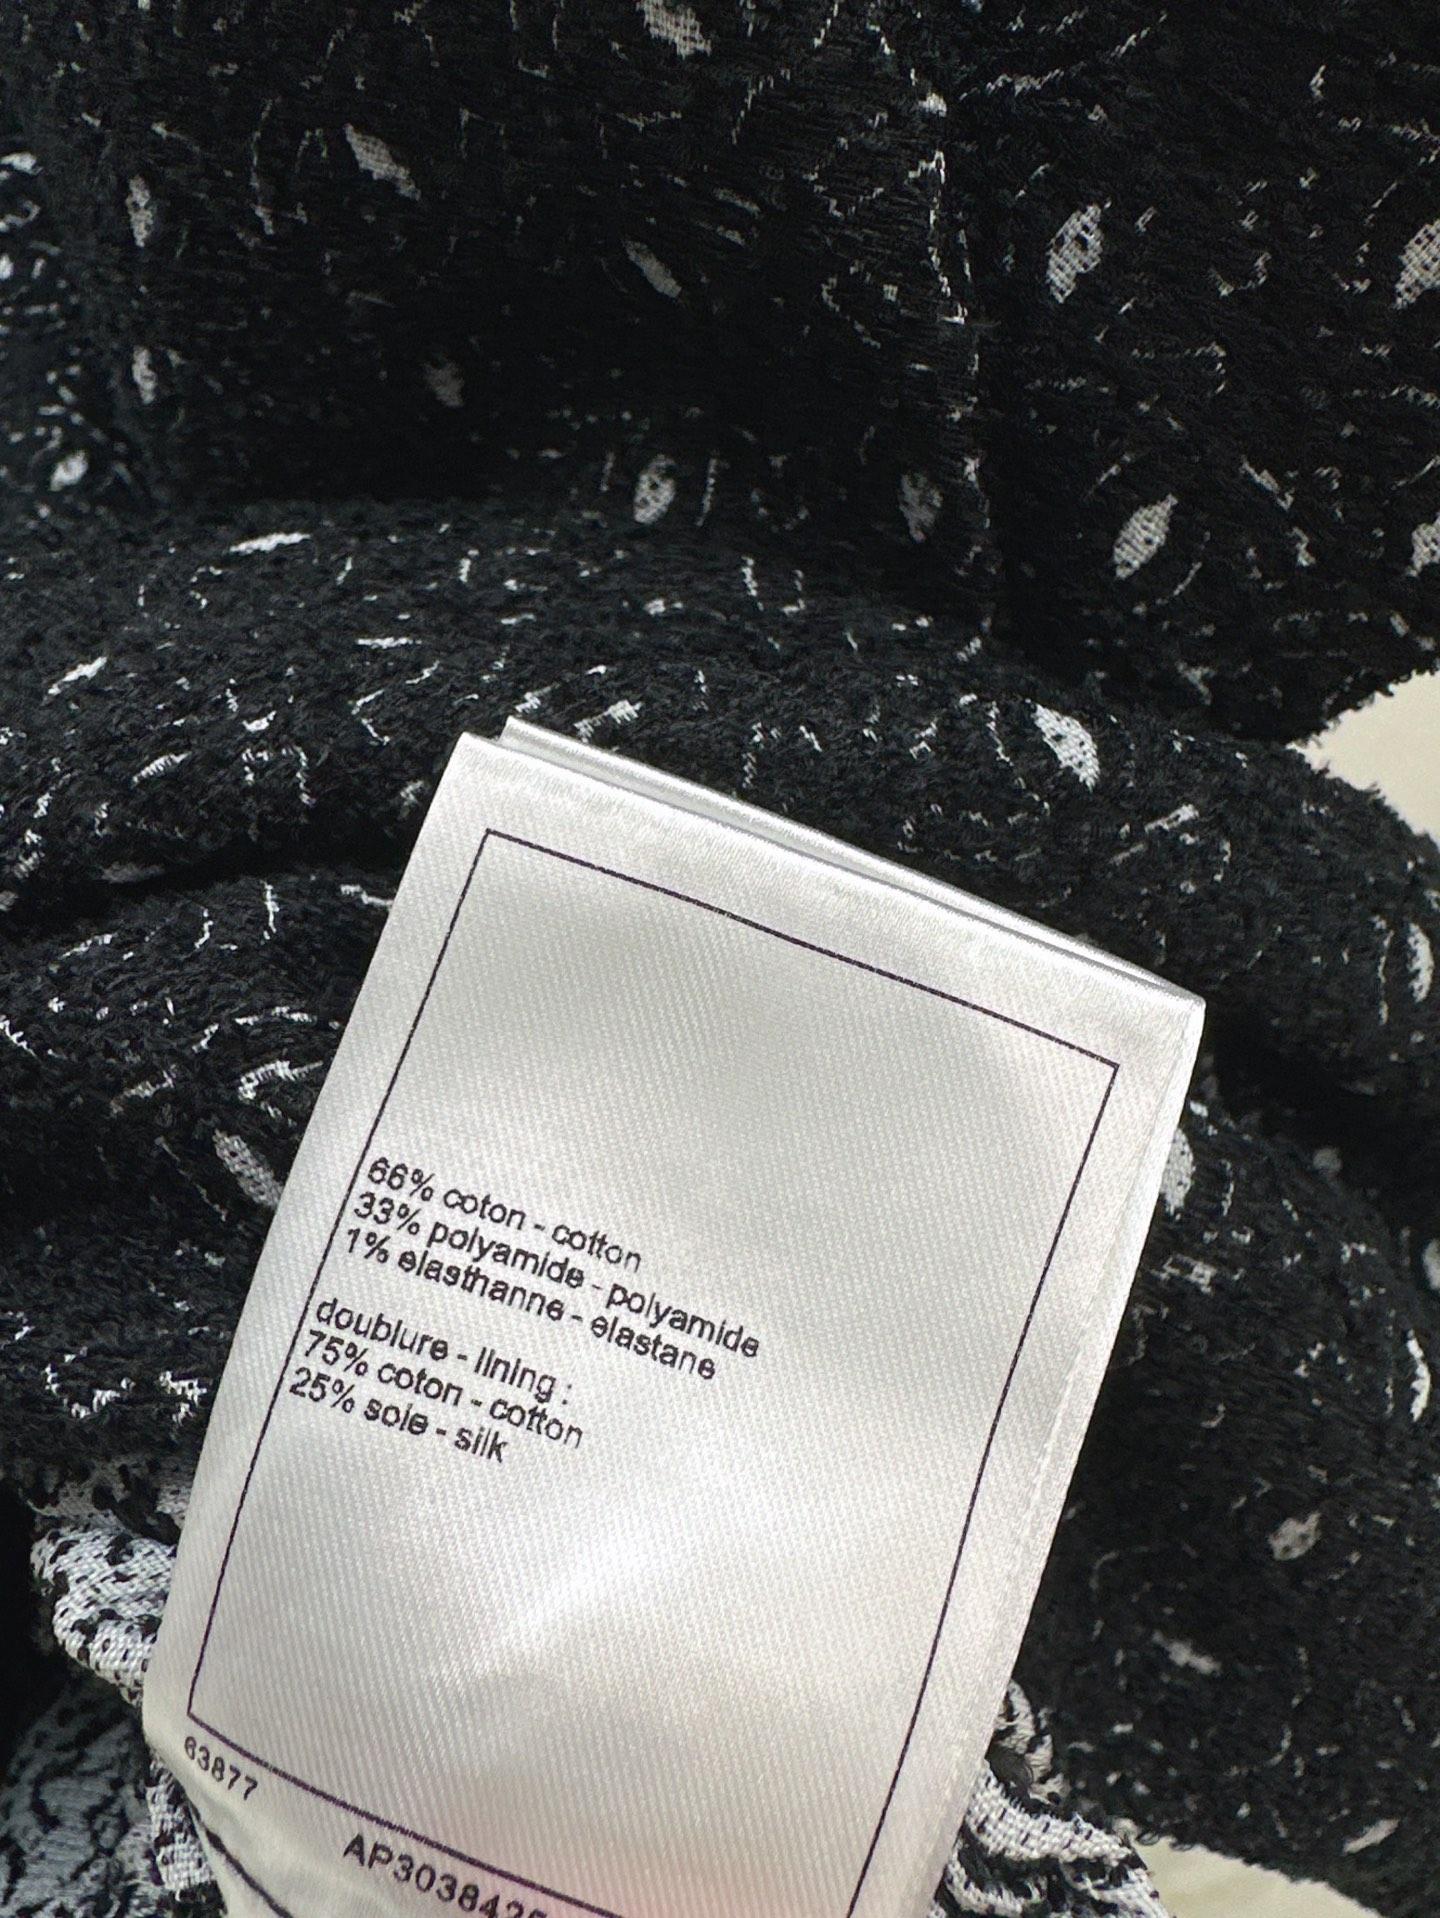 66% coton - cotton
33% polyamide - polyamide
1% elasthanne - elastane
doublure - lining :
75% coton - cotton
25% soie - silk
63877